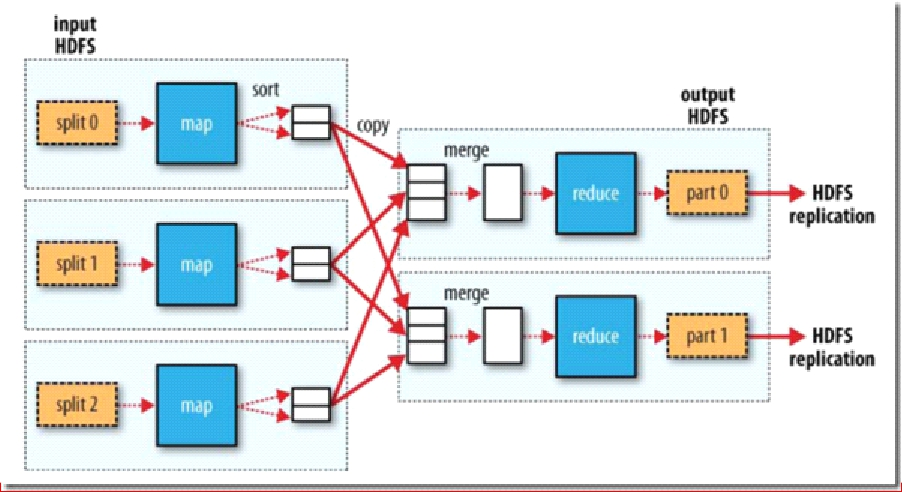 input
HDFS
split 0
map
sort
copy
split 1
map
split 2
map
merge
reduce
output
HDFS
part 0
HDFS
replication
merge
reduce
part 1
HDFS
replication